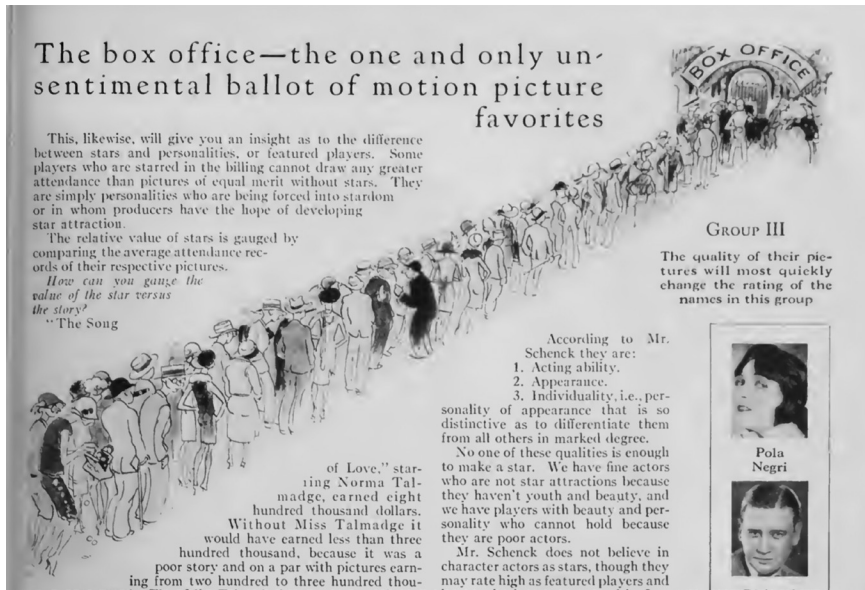 The box office—the one and only un-
sentimental ballot of motion picture
favorites
BOX OFFICE
This, likewise, will give you an insight as to the difference
between stars and personalities, or featured players. Some
players who are starred in the billing cannot draw any greater
attendance than pictures of equal merit without stars. They
are simply personalities who are being forced into stardom
or in whom producers have the hope of developing
star attraction.
The relative value of stars is gauged by
comparing the average attendance rec-
ords of their respective pictures.
How can you gauge the
value of the star versus
the story?
"The Song
of Love," star-
ring Norma Tal-
madge, earned eight
hundred thousand dollars.
Without Miss Talmadge it
would have earned less than three
hundred thousand, because it was a
poor story and on a par with pictures earn-
ing from two hundred to three hundred thou-
According to Mr.
Schenck they are:
1. Acting ability.
2. Appearance.
3. Individuality, i.e., per-
sonality of appearance that is so
distinctive as to differentiate them
from all others in marked degree.
No one of these qualities is enough
to make a star. We have fine actors
who are not star attractions because
they haven't youth and beauty, and
we have players with beauty and per-
sonality who cannot hold because
they are poor actors.
Mr. Schenck does not believe in
character actors as stars, though they
may rate high as featured players and
GROUP III
The quality of their pic-
tures will most quickly
change the rating of the
names in this group
Pola
Negri